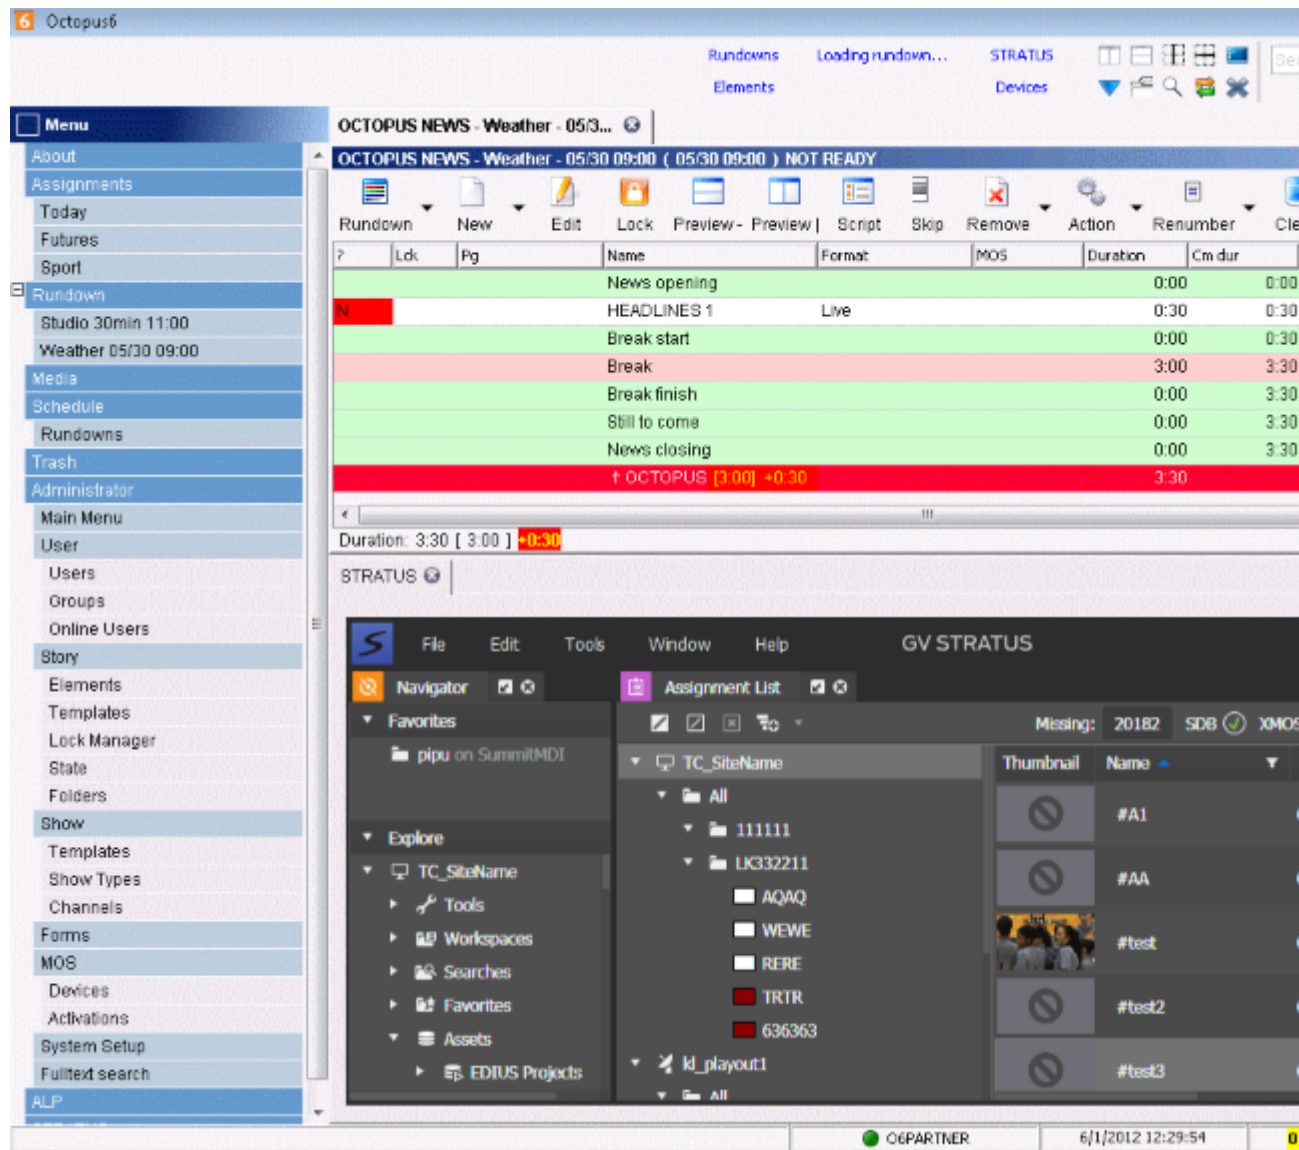 Octopus6
Rundowns Loading rundown... STRATUS
Elements Devices
Menu
About
Assignments
Today
Futures
Sport
Rundown
Studio 30min 11:00
Weather 05/30 09:00
Media
Schedule
Rundowns
Trash
Administrator
Main Menu
User
Users
Groups
Online Users
Story
Elements
Templates
Lock Manager
State
Folders
Show
Templates
Show Types
Channels
Forms
MOS
Devices
Activations
System Setup
Fulltext search
ALP
OCTOPUS NEWS - Weather - 05/3...
OCTOPUS NEWS - Weather - 05/30 09:00 ( 05/30 09:00 ) NOT READY
Rundown New Edit Lock Preview - Preview | Script Skip Remove Action Renumber Cle
? Lck Pg Name Format MOS Duration Cm dur
News opening 0:00 0:00
N HEADLINES 1 Live 0:30 0:30
Break start 0:00 0:30
Break 3:00 3:30
Break finish 0:00 3:30
Still to come 0:00 3:30
News closing 0:00 3:30
↑ OCTOPUS [3:00] +0:30 3:30
Duration: 3:30 [ 3:00 ] +0:30
STRATUS
File Edit Tools Window Help GV STRATUS
Navigator
Favorites
pipu on SummitMDI
Explore
TC_SiteName
Tools
Workspaces
Searches
Favorites
Assets
EDIUS Projects
Assignment List
Missing: 20182 SDB XMOS
TC_SiteName
All
111111
LK332211
AQAQ
WEWE
RERE
TRTR
636363
kl_playout1
All
Thumbnail Name
#A1
#AA
#test
#test2
#test3
O6PARTNER 6/1/2012 12:29:54 0